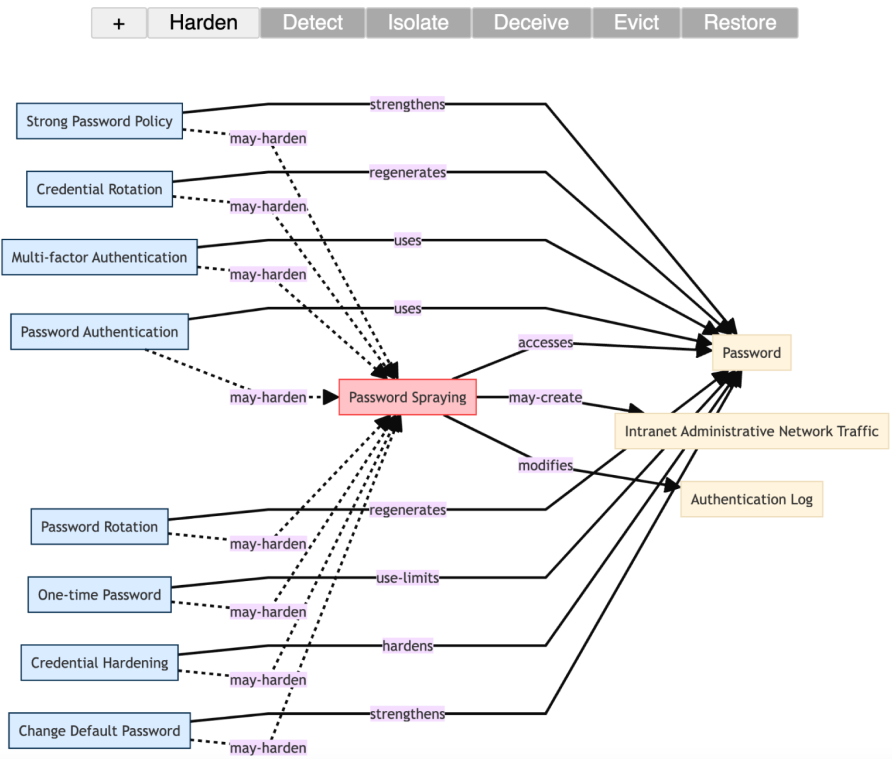 + Harden Detect Isolate Deceive Evict Restore
strengthens
Strong Password Policy
may-harden
regenerates
Credential Rotation
may-harden
uses
Multi-factor Authentication
may-harden
uses
Password Authentication
accesses
Password
may-harden
Password Spraying
may-create
Intranet Administrative Network Traffic
modifies
Authentication Log
regenerates
Password Rotation
may-harden
use-limits
One-time Password
may-harden
hardens
Credential Hardening
may-harden
strengthens
Change Default Password
may-harden